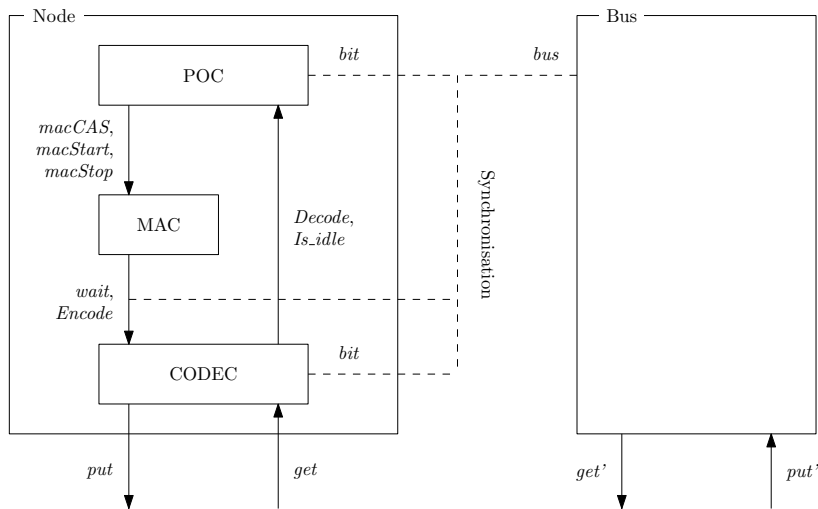 Node
Bus
bit
bus
POC
macCAS,
macStart,
macStop
Synchronisation
MAC
Decode,
Is_idle
wait,
Encode
bit
CODEC
put
get
get'
put'